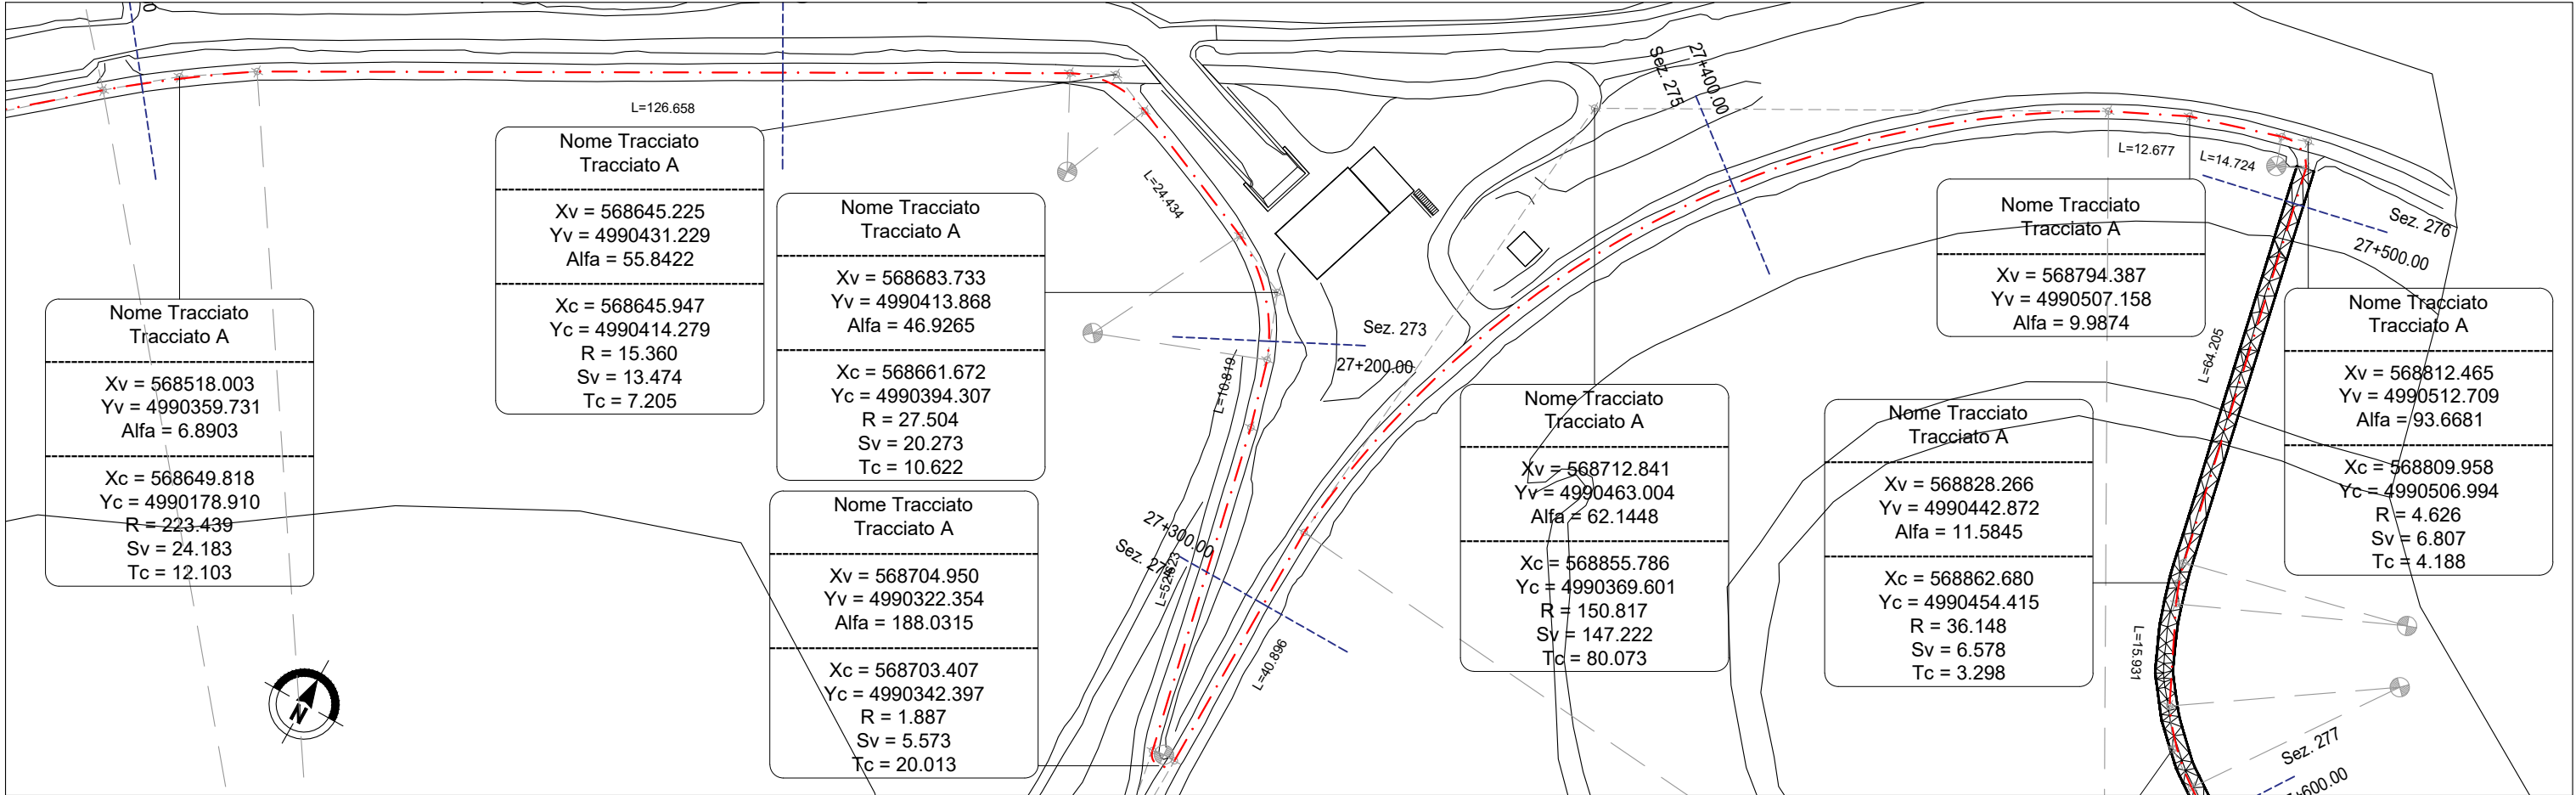 0
L=126.658
Nome Tracciato
Tracciato A
Xv = 568518.003
Yv = 4990359.731
Alfa = 6.8903
Xc = 568649.818
Yc = 4990178.910
R = 223.439
Sv = 24.183
Tc = 12.103
N
Nome Tracciato
Tracciato A
Xv = 568645.225
Yv = 4990431.229
Alfa = 55.8422
Xc = 568645.947
Yc = 4990414.279
R = 15.360
Sv = 13.474
Tc = 7.205
Nome Tracciato
Tracciato A
Xv = 568683.733
Yv = 4990413.868
Alfa = 46.9265
Xc = 568661.672
Yc = 4990394.307
R = 27.504
Sv = 20.273
Tc = 10.622
Nome Tracciato
Tracciato A
Xv = 568704.950
Yv = 4990322.354
Alfa = 188.0315
Xc = 568703.407
Yc = 4990342.397
R = 1.887
Sv = 5.573
Tc = 20.013
L=24.434
Sez. 273
27+200.00
L=10.819
27+300.00
L=40.896
Sez. 275
27+400.00
Nome Tracciato
Tracciato A
Xv = 568712.841
Yv = 4990463.004
Alfa = 62.1448
Xc = 568855.786
Yc = 4990369.601
R = 150.817
Sv = 147.222
Tc = 80.073
L=12.677
L=14.724
Nome Tracciato
Tracciato A
Xv = 568794.387
Yv = 4990507.158
Alfa = 9.9874
Sez. 276
27+500.00
L=64.205
Nome Tracciato
Tracciato A
Xv = 568812.465
Yv = 4990512.709
Alfa = 93.6681
Xc = 568809.958
Yc = 4990506.994
R = 4.626
Sv = 6.807
Tc = 4.188
Nome Tracciato
Tracciato A
Xv = 568828.266
Yv = 4990442.872
Alfa = 11.5845
Xc = 568862.680
Yc = 4990454.415
R = 36.148
Sv = 6.578
Tc = 3.298
L=15.931
Sez. 277
+600.00